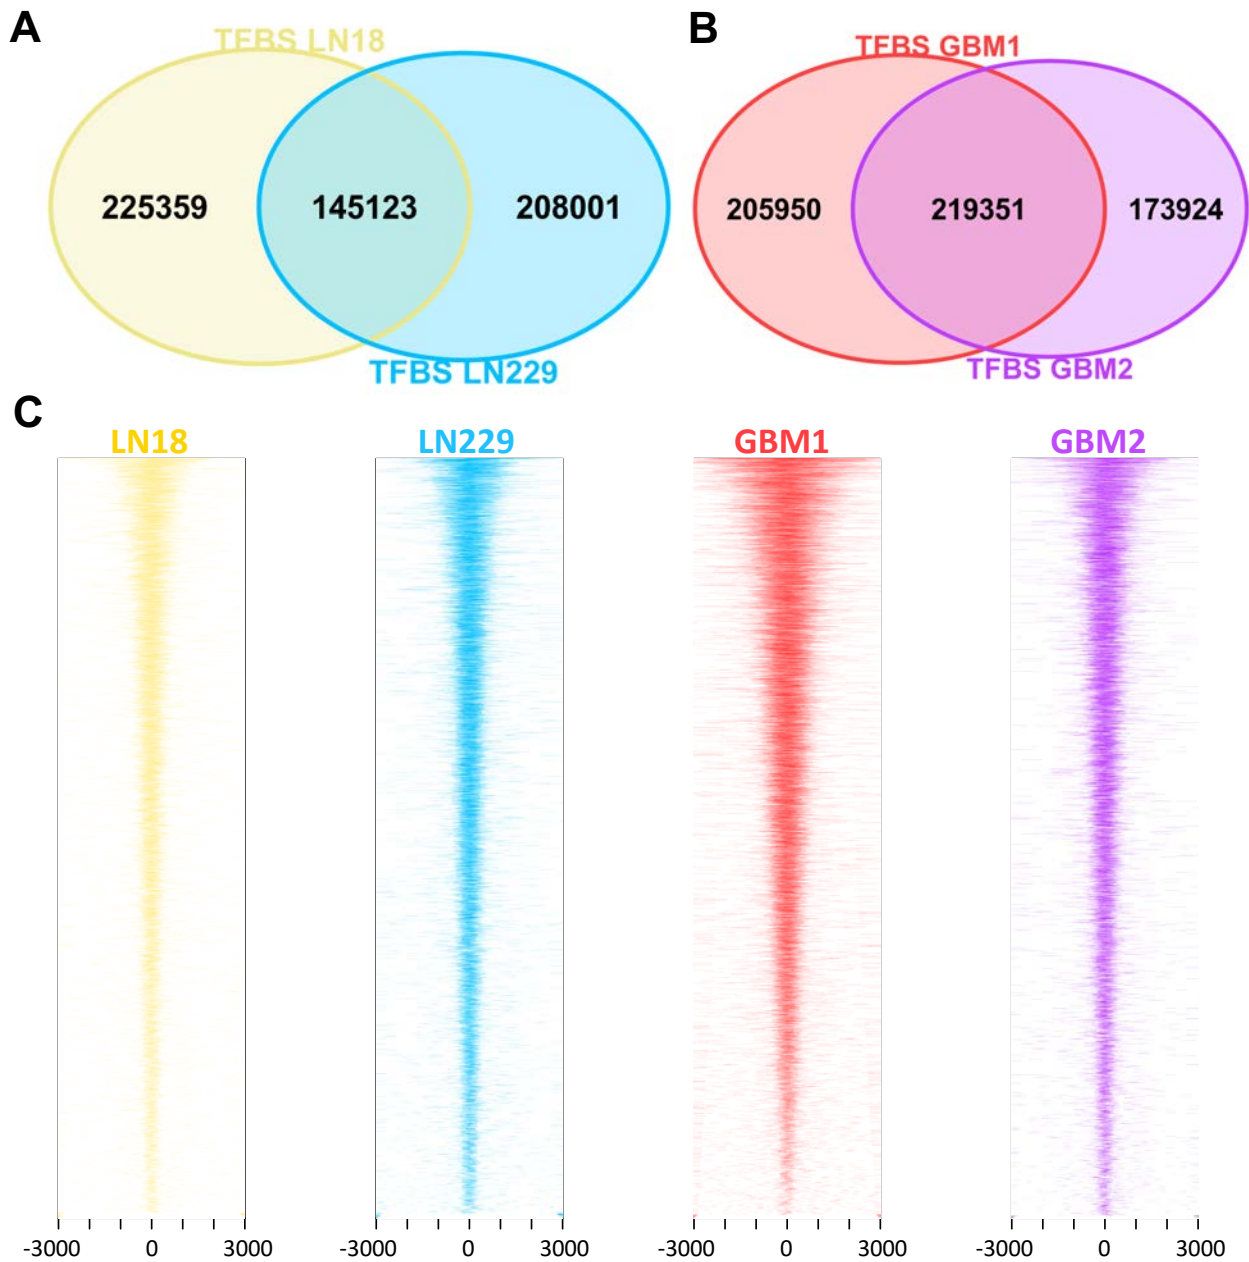 A
B
TFBS LN18
TFBS GBM1
225359 145123 208001
205950 219351 173924
TFBS LN229
TFBS GBM2
C
LN18 LN229 GBM1 GBM2
-3000 0 3000 -3000 0 3000 -3000 0 3000 -3000 0 3000